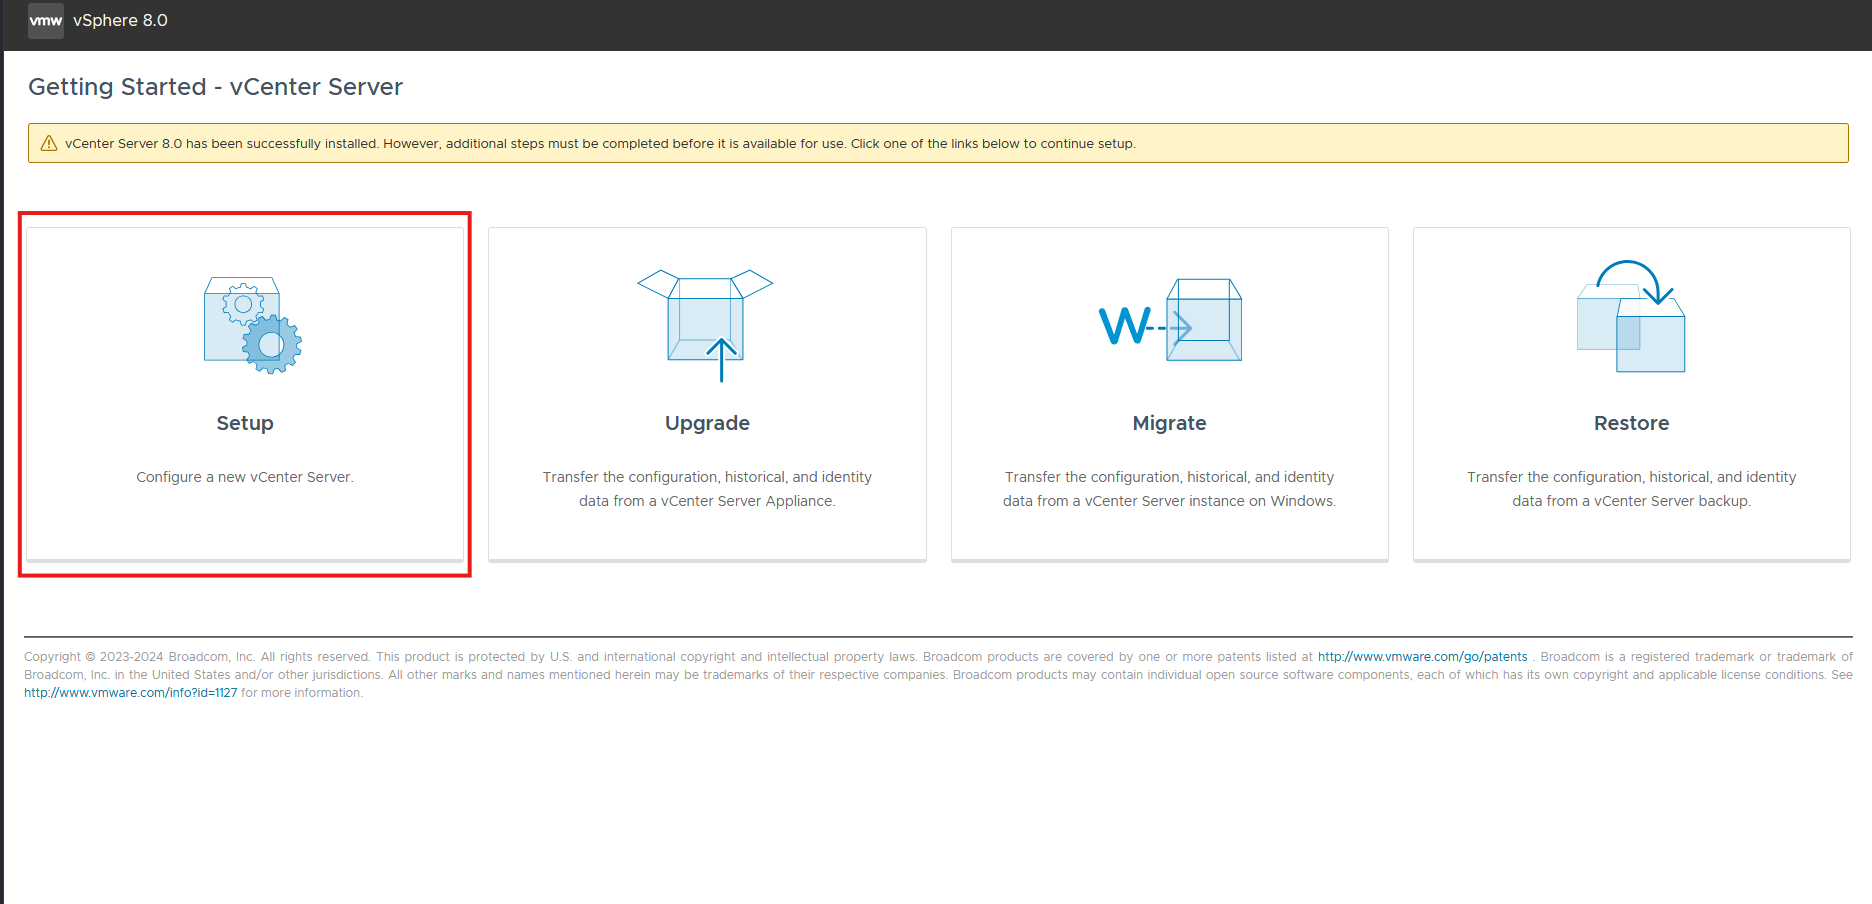 vmw vSphere 8.0
Getting Started - vCenter Server
vCenter Server 8.0 has been successfully installed. However, additional steps must be completed before it is available for use. Click one of the links below to continue setup.
W
Setup
Configure a new vCenter Server.
Upgrade
Transfer the configuration, historical, and identity
data from a vCenter Server Appliance.
Migrate
Transfer the configuration, historical, and identity
data from a vCenter Server instance on Windows.
Restore
Transfer the configuration, historical, and identity
data from a vCenter Server backup.
Copyright © 2023-2024 Broadcom, Inc. All rights reserved. This product is protected by U.S. and international copyright and intellectual property laws. Broadcom products are covered by one or more patents listed at http://www.vmware.com/go/patents . Broadcom is a registered trademark or trademark of
Broadcom, Inc. in the United States and/or other jurisdictions. All other marks and names mentioned herein may be trademarks of their respective companies. Broadcom products may contain individual open source software components, each of which has its own copyright and applicable license conditions. See
http://www.vmware.com/info?id=1127 for more information.